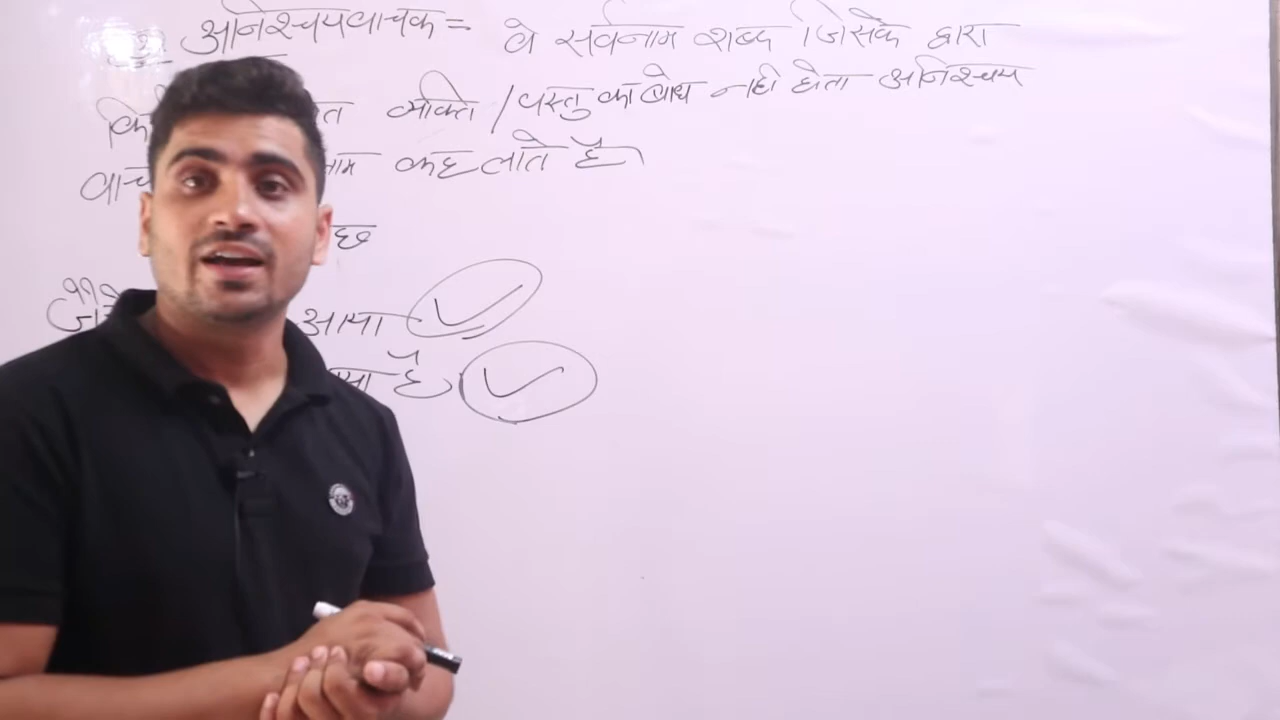 अनिश्चयवाचक = वे सर्वनाम शब्द जिसके द्वारा
कि त व्यक्ति / वस्तु का बोध नही होता अनिश्चय
वाच नाम कहलाते है
छ
आया
है